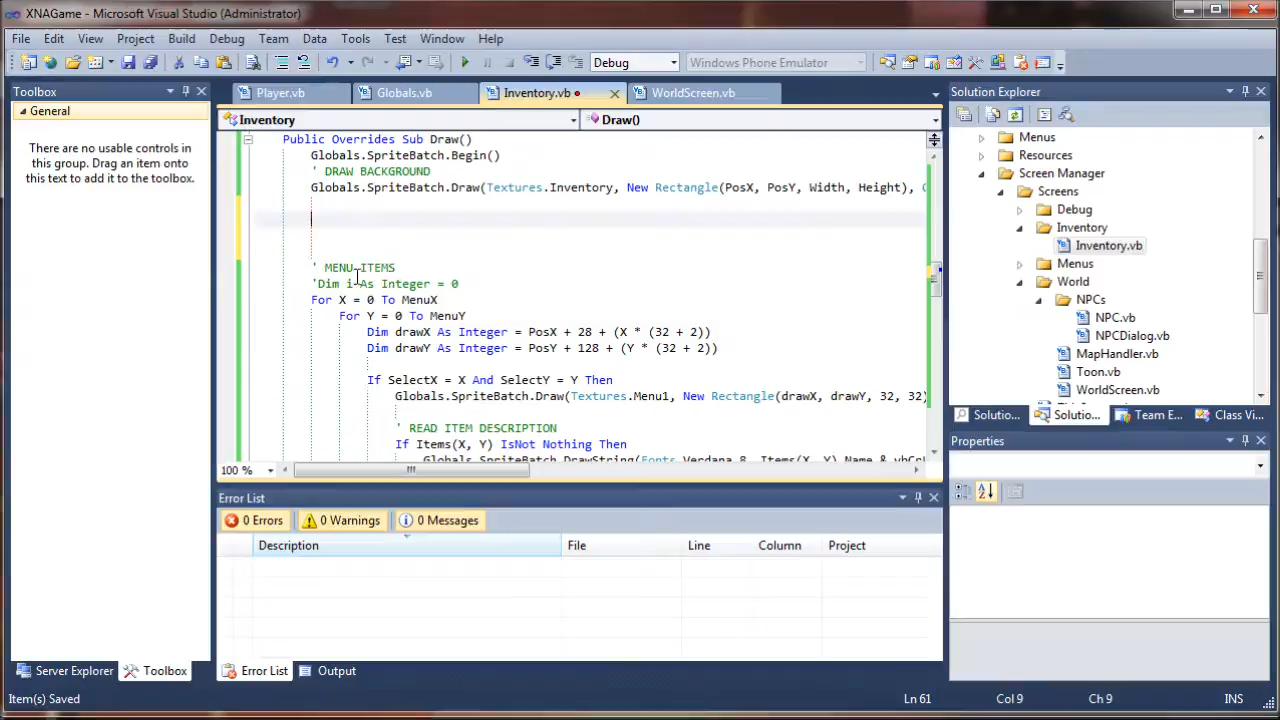 XNAGame - Microsoft Visual Studio (Administrator)
File Edit View Project Build Debug Team Data Tools Test Window Help
Debug Windows Phone Emulator
Toolbox
General
There are no usable controls in
this group. Drag an item onto
this text to add it to the toolbox.
Server Explorer Toolbox
Player.vb Globals.vb Inventory.vb WorldScreen.vb
Inventory Draw()
Public Overrides Sub Draw()
Globals.SpriteBatch.Begin()
' DRAW BACKGROUND
Globals.SpriteBatch.Draw(Textures.Inventory, New Rectangle(PosX, PosY, Width, Height),
' MENU ITEMS
'Dim i As Integer = 0
For X = 0 To MenuX
For Y = 0 To MenuY
Dim drawX As Integer = PosX + 28 + (X * (32 + 2))
Dim drawY As Integer = PosY + 128 + (Y * (32 + 2))
If SelectX = X And SelectY = Y Then
Globals.SpriteBatch.Draw(Textures.Menu1, New Rectangle(drawX, drawY, 32, 32)
' READ ITEM DESCRIPTION
If Items(X, Y) IsNot Nothing Then
Globals.SpriteBatch.DrawString(Fonts.Verdana_8, Items(X, Y).Name &
100 %
Error List
0 Errors 0 Warnings 0 Messages
Description File Line Column Project
Error List Output
Solution Explorer
Menus
Resources
Screen Manager
Screens
Debug
Inventory
Inventory.vb
Menus
World
NPCs
NPC.vb
NPCDialog.vb
MapHandler.vb
Toon.vb
WorldScreen.vb
Solutio... Solutio... Team E... Class Vi...
Properties
Item(s) Saved Ln 61 Col 9 Ch 9 INS